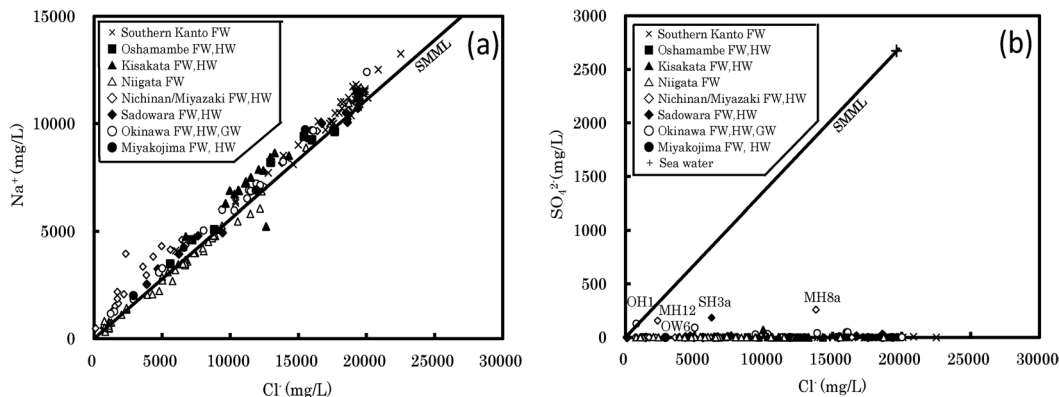 (a)
15000
10000
5000
0
Na⁺ (mg/L)
× Southern Kanto FW
■ Oshamambe FW,HW
▲ Kisakata FW,HW
△ Niigata FW
◇ Nichinan/Miyazaki FW,HW
◆ Sadowara FW,HW
○ Okinawa FW,HW,GW
● Miyakojima FW, HW
SMML
0 5000 10000 15000 20000 25000 30000
Cl⁻ (mg/L)
(b)
3000
2500
2000
1500
1000
500
0
SO₄²⁻(mg/L)
× Southern Kanto FW
■ Oshamambe FW,HW
▲ Kisakata FW,HW
△ Niigata FW
◇ Nichinan/Miyazaki FW,HW
◆ Sadowara FW,HW
○ Okinawa FW,HW,GW
● Miyakojima FW, HW
+ Sea water
SMML
OH1
MH12
OW6
SH3a
MH8a
0 5000 10000 15000 20000 25000 30000
Cl⁻ (mg/L)